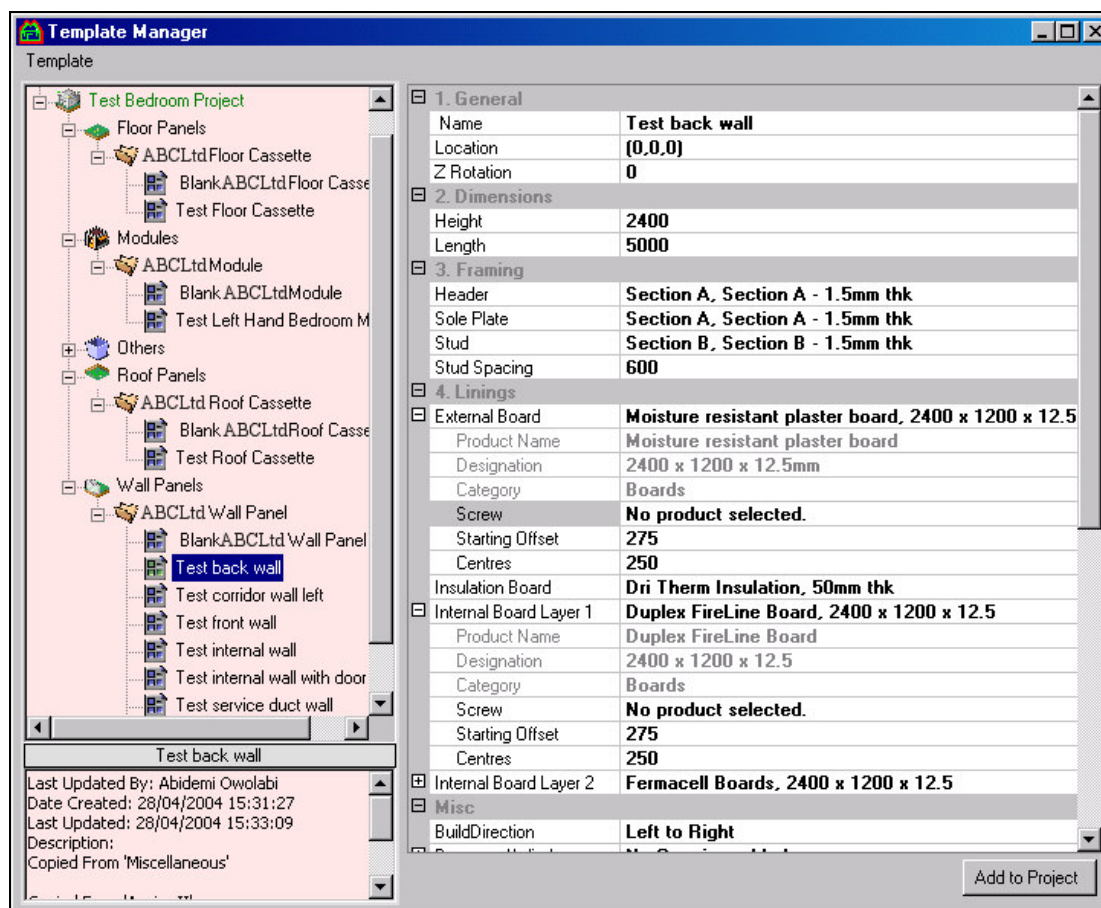 Template Manager
Template
Test Bedroom Project
Floor Panels
ABCLtd Floor Cassette
BlankABCLtd Floor Casse
Test Floor Cassette
Modules
ABCLtd Module
Blank ABCLtdModule
Test Left Hand Bedroom M
Others
Roof Panels
ABCLtd Roof Cassette
Blank ABCLtdRoof Casse
Test Roof Cassette
Wall Panels
ABCLtd Wall Panel
BlankABCLtd Wall Panel
Test back wall
Test corridor wall left
Test front wall
Test internal wall
Test internal wall with door
Test service duct wall
Test back wall
Last Updated By: Abidemi Owolabi
Date Created: 28/04/2004 15:31:27
Last Updated: 28/04/2004 15:33:09
Description:
Copied From 'Miscellaneous'
1. General
Name Test back wall
Location (0,0,0)
Z Rotation 0
2. Dimensions
Height 2400
Length 5000
3. Framing
Header Section A, Section A - 1.5mm thk
Sole Plate Section A, Section A - 1.5mm thk
Stud Section B, Section B - 1.5mm thk
Stud Spacing 600
4. Linings
External Board Moisture resistant plaster board, 2400 x 1200 x 12.5
Product Name Moisture resistant plaster board
Designation 2400 x 1200 x 12.5mm
Category Boards
Screw No product selected.
Starting Offset 275
Centres 250
Insulation Board Dri Therm Insulation, 50mm thk
Internal Board Layer 1 Duplex FireLine Board, 2400 x 1200 x 12.5
Product Name Duplex FireLine Board
Designation 2400 x 1200 x 12.5
Category Boards
Screw No product selected.
Starting Offset 275
Centres 250
Internal Board Layer 2 Fermacell Boards, 2400 x 1200 x 12.5
Misc
BuildDirection Left to Right
Add to Project